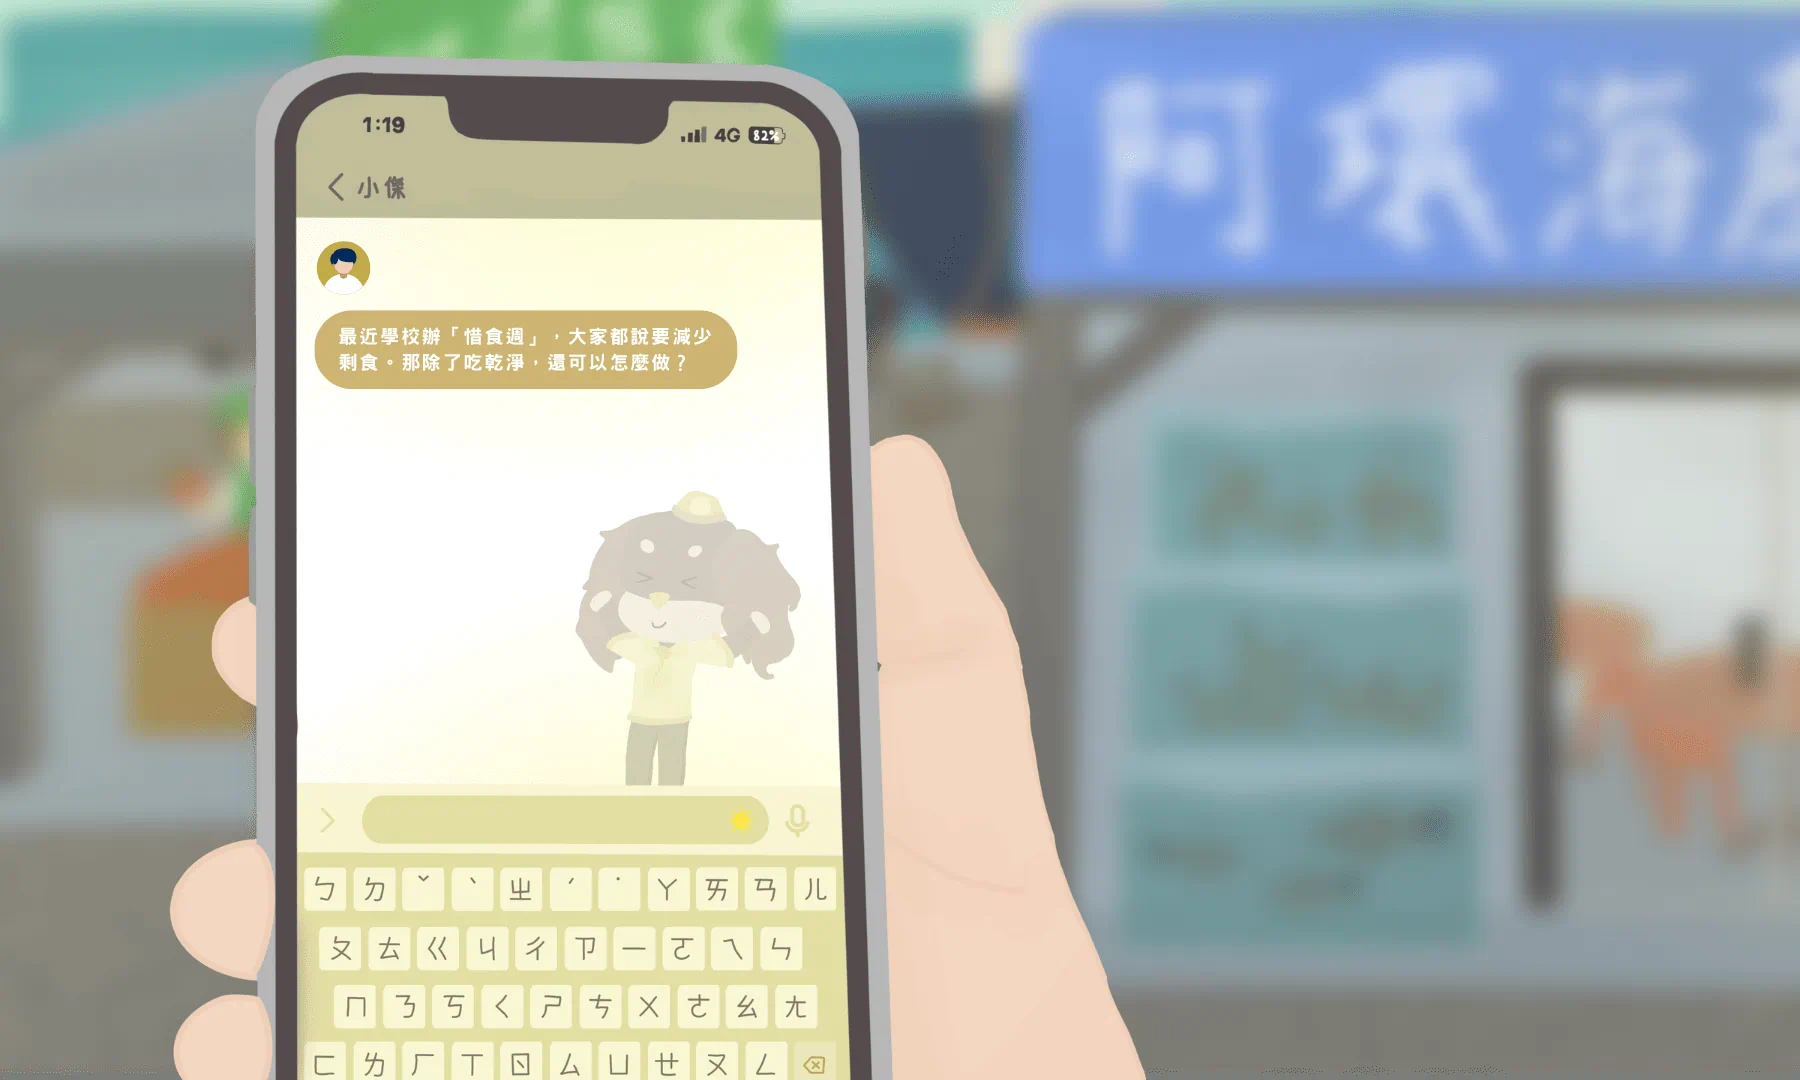 阿
海
1:19
4G 82%
小傑
最近學校辦「惜食週」,大家都說要減少
剩食。那除了吃乾淨,還可以怎麼做?
ㄅ ㄉ ˇ ˋ ㄓ ˊ ˙ ㄚ ㄞ ㄢ ㄦ
ㄆ ㄊ ㄍ ㄐ ㄔ ㄗ ㄧ ㄛ ㄟ ㄣ
ㄇ ㄋ ㄎ ㄑ ㄕ ㄘ ㄨ ㄜ ㄠ ㄤ
ㄈ ㄌ ㄏ ㄒ ㄖ ㄙ ㄩ ㄝ ㄡ ㄥ